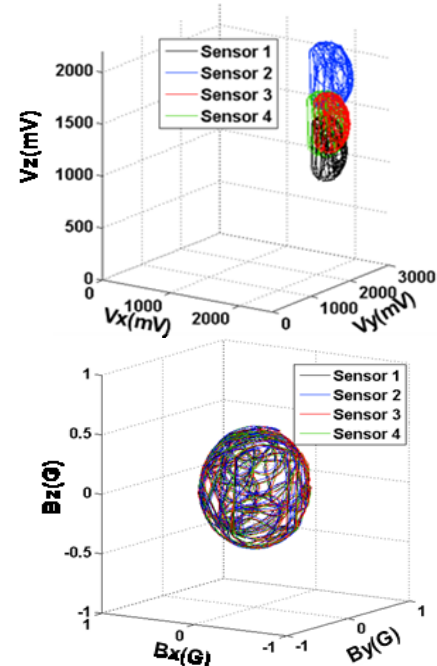 Sensor 1
Sensor 2
Sensor 3
Sensor 4
Vz(mV)
2000
1500
1000
500
0
0
1000
2000
Vx(mV)
0
1000
2000
3000
Vy(mV)
Sensor 1
Sensor 2
Sensor 3
Sensor 4
Bz(G)
1
0.5
0
-0.5
-1
1
0
-1
Bx(G)
-1
0
1
By(G)